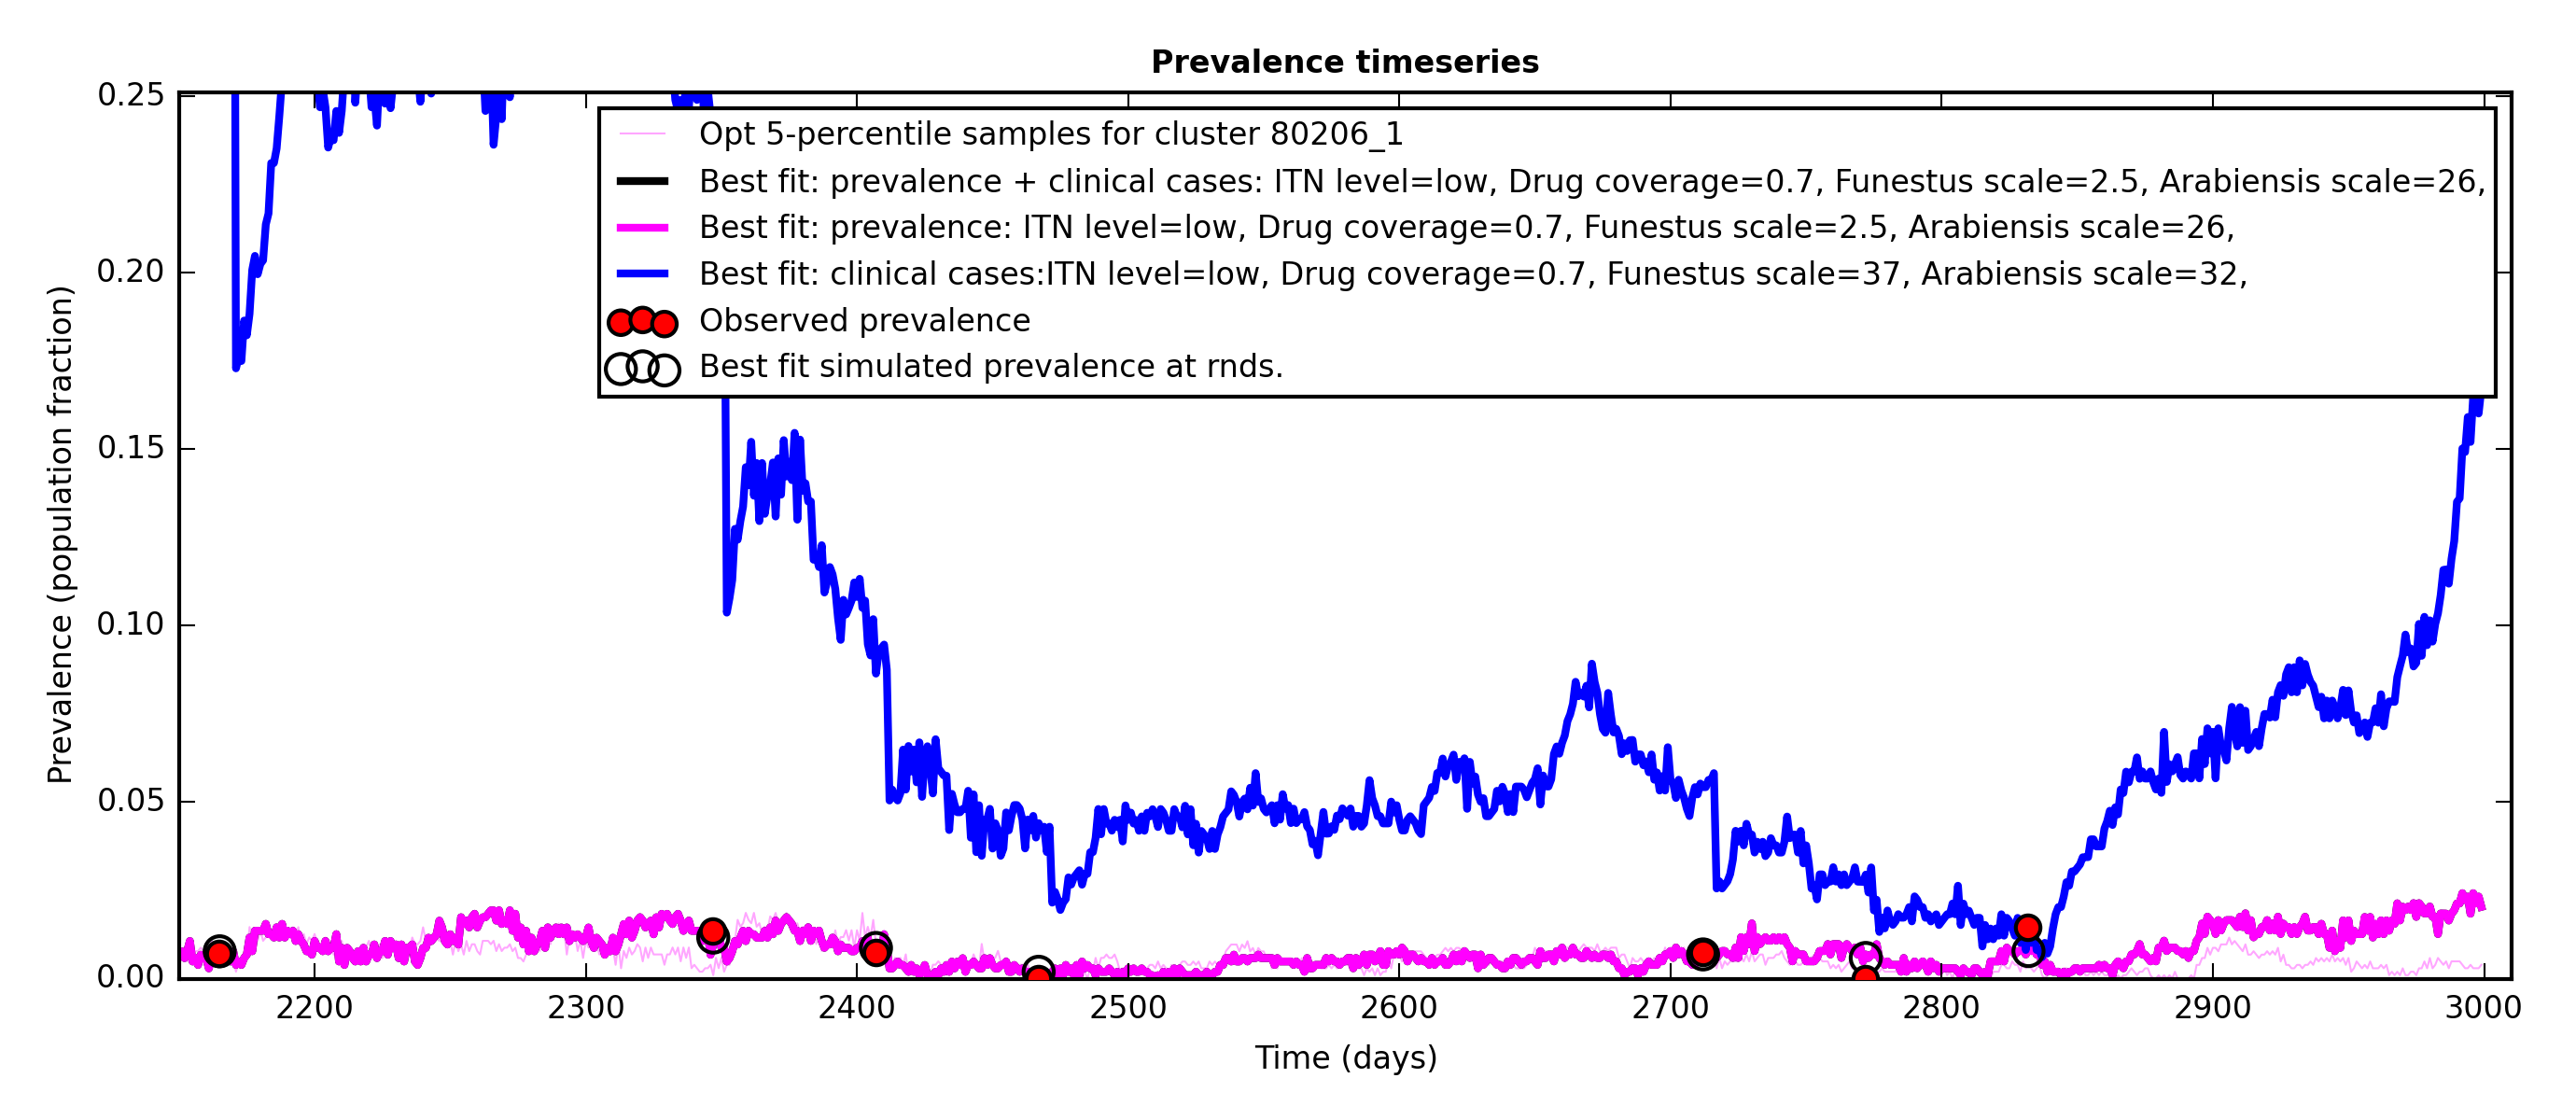 Prevalence timeseries
0.25
0.20
0.15
0.10
0.05
0.00
Prevalence (population fraction)
Opt 5-percentile samples for cluster 80206_1
Best fit: prevalence + clinical cases: ITN level=low, Drug coverage=0.7, Funestus scale=2.5, Arabiensis scale=26,
Best fit: prevalence: ITN level=low, Drug coverage=0.7, Funestus scale=2.5, Arabiensis scale=26,
Best fit: clinical cases:ITN level=low, Drug coverage=0.7, Funestus scale=37, Arabiensis scale=32,
Observed prevalence
Best fit simulated prevalence at rnds.
2200 2300 2400 2500 2600 2700 2800 2900 3000
Time (days)